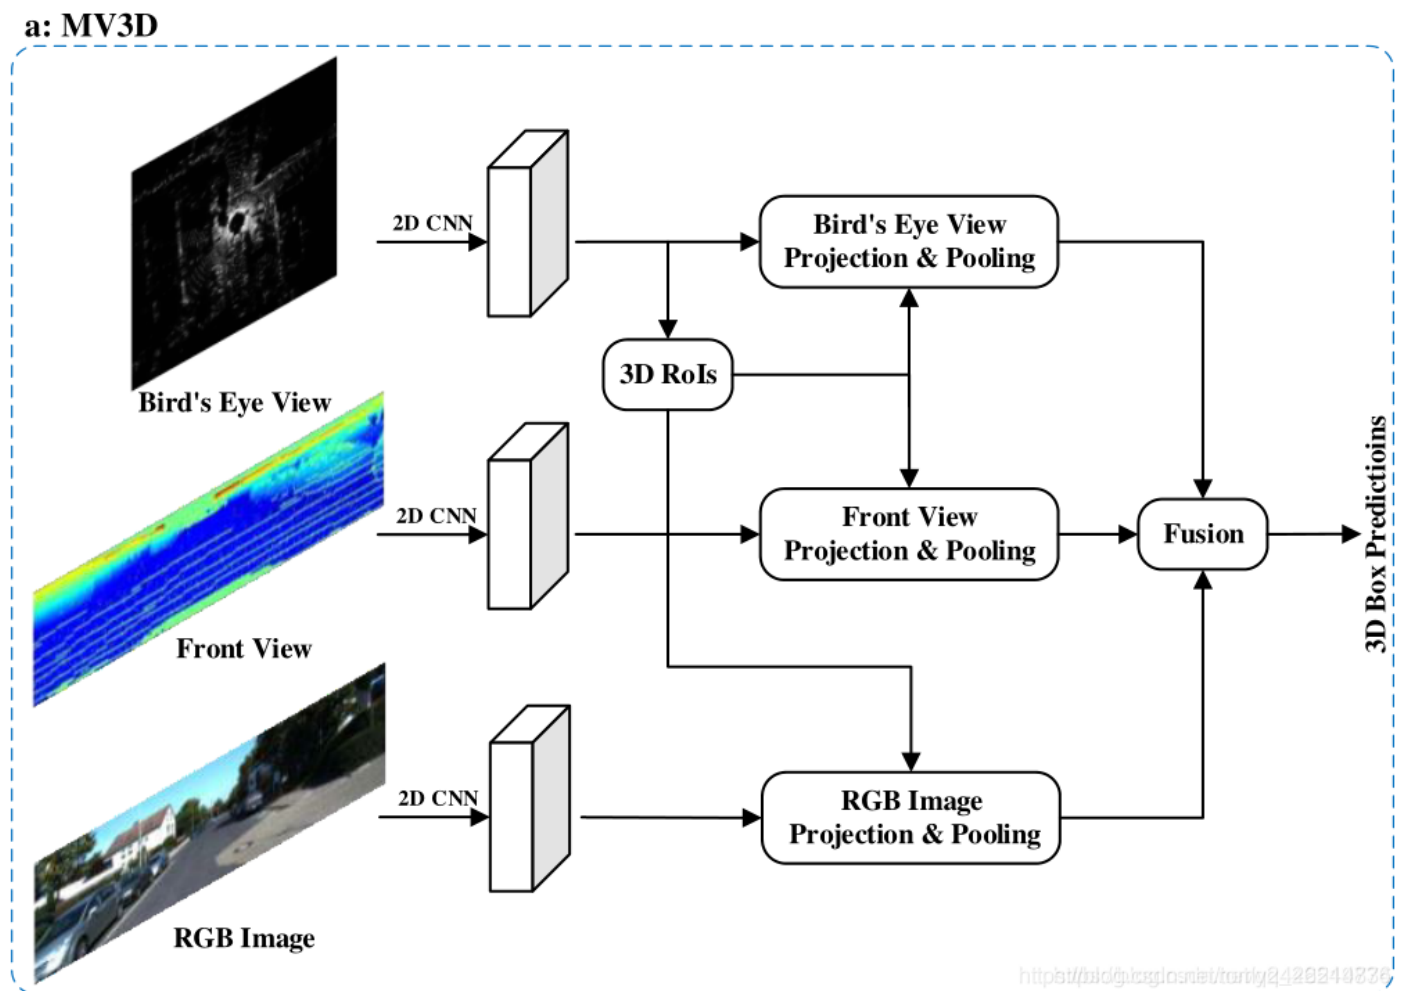 a: MV3D
2D CNN
Bird's Eye View
Projection & Pooling
3D RoIs
Bird's Eye View
2D CNN
Front View
Projection & Pooling
Fusion
3D Box Predictioins
Front View
2D CNN
RGB Image
Projection & Pooling
RGB Image